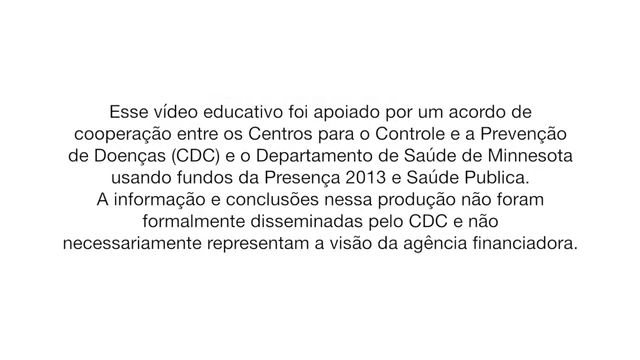 Esse vídeo educativo foi apoiado por um acordo de
cooperação entre os Centros para o Controle e a Prevenção
de Doenças (CDC) e o Departamento de Saúde de Minnesota
usando fundos da Presença 2013 e Saúde Publica.
A informação e conclusões nessa produção não foram
formalmente disseminadas pelo CDC e não
necessariamente representam a visão da agência financiadora.